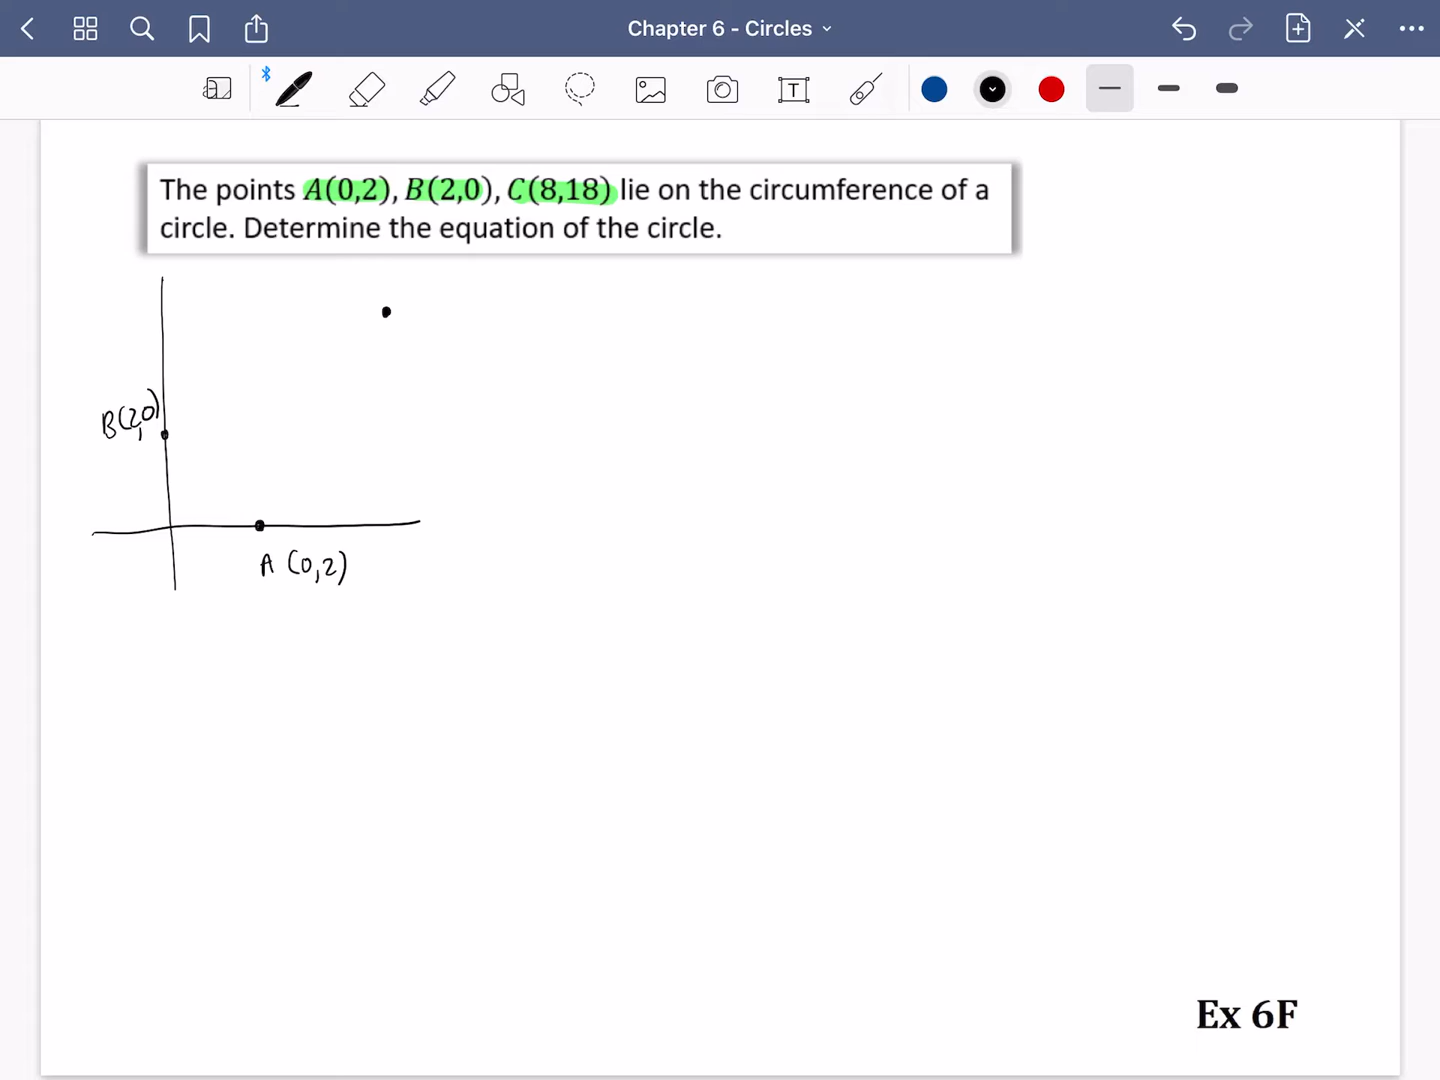 Chapter 6 - Circles
T
The points A(0,2), B(2,0), C(8,18) lie on the circumference of a
circle. Determine the equation of the circle.
B(2,0)
A (0,2)
Ex 6F